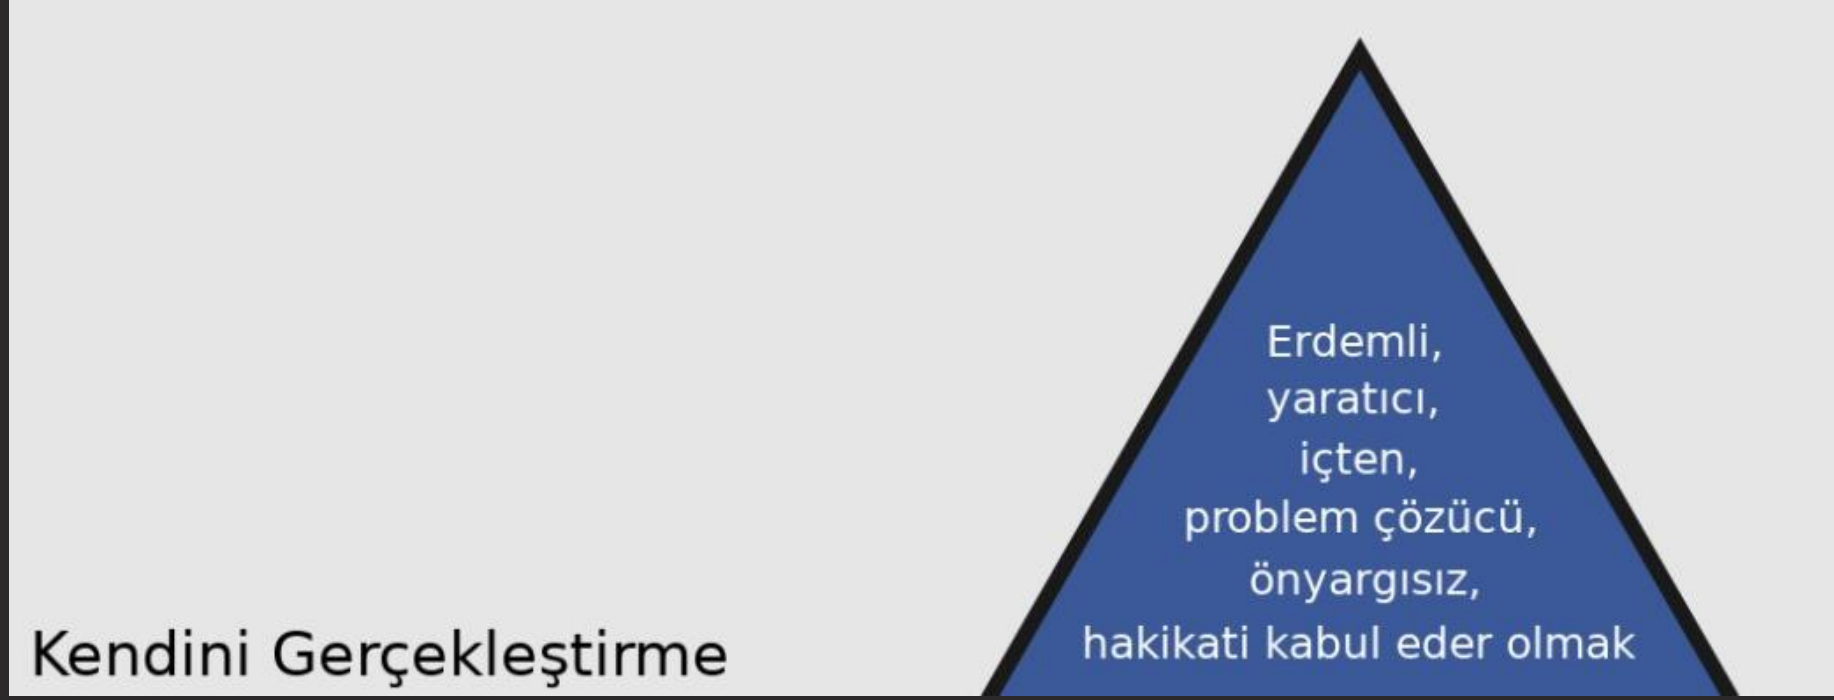 Erdemli,
yaratıcı,
içten,
problem çözücü,
önyargısız,
hakikati kabul eder olmak
Kendini Gerçekleştirme